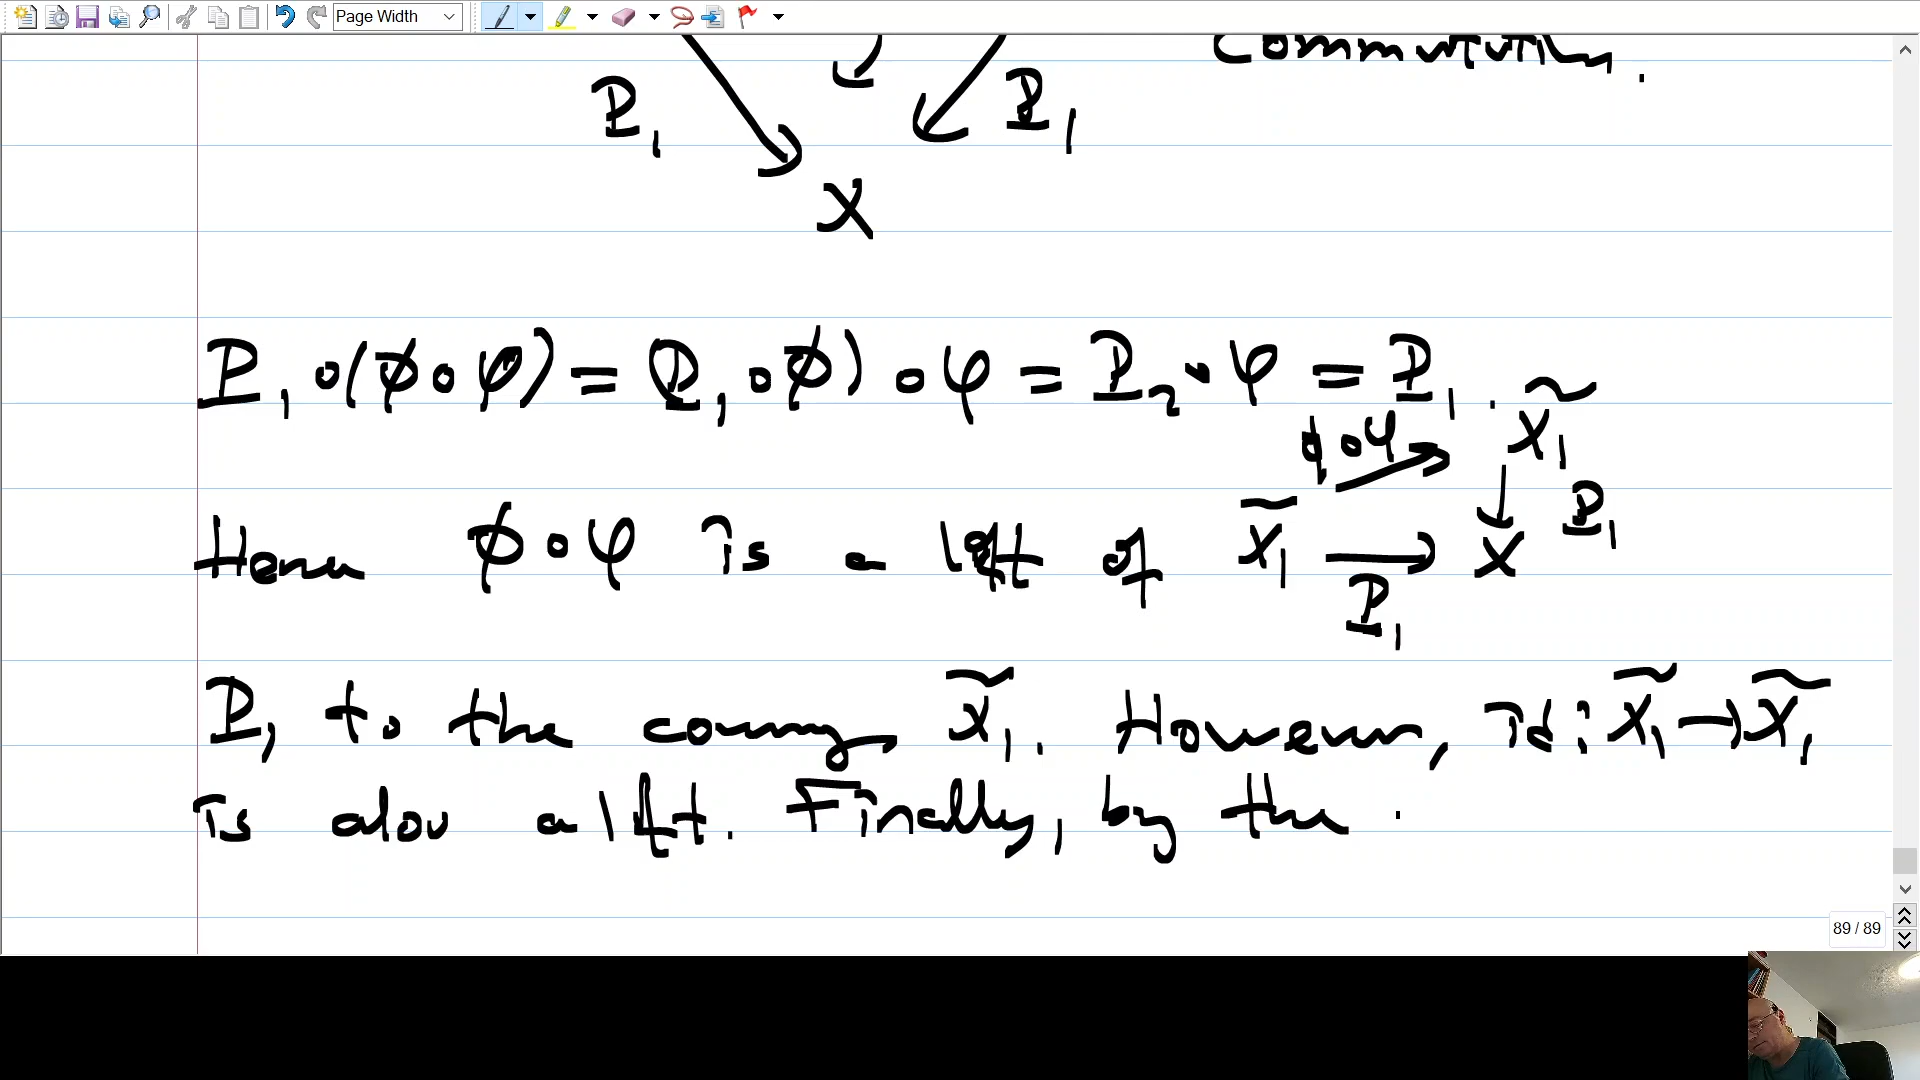 Page Width
commutative.
P₁ P₁
X
P₁ ∘ (ϕ ∘ φ) = (P₁ ∘ ϕ) ∘ φ = P₂ ∘ φ = P₁.
ϕ ∘ φ X̃₁
Hence ϕ ∘ φ is a lift of X̃₁ → X P₁
P₁
P₁ to the covering X̃₁. However, id: X̃₁ → X̃₁
is also a lift. Finally, by the
89 / 89